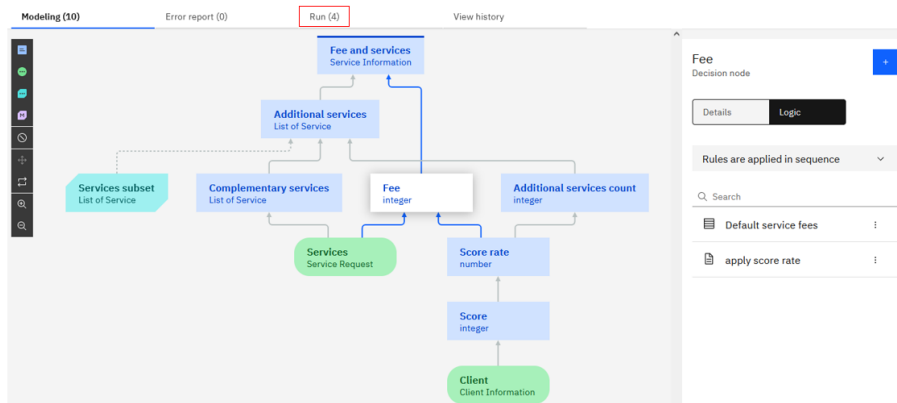 Modeling (10)
Error report (0)
Run (4)
View history
Fee and services
Service Information
Additional services
List of Service
Services subset
List of Service
Complementary services
List of Service
Fee
integer
Additional services count
integer
Services
Service Request
Score rate
number
Score
integer
Client
Client Information
Fee
Decision node
+
Details
Logic
Rules are applied in sequence
Search
Default service fees
apply score rate